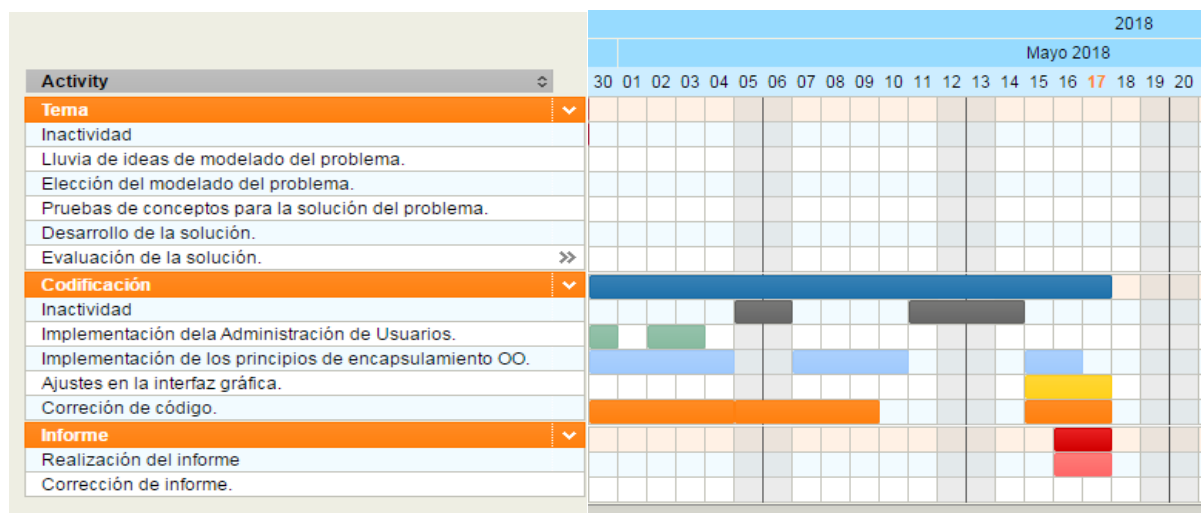 2018
Mayo 2018
Activity 30 01 02 03 04 05 06 07 08 09 10 11 12 13 14 15 16 17 18 19 20
Tema
Inactividad
Lluvia de ideas de modelado del problema.
Elección del modelado del problema.
Pruebas de conceptos para la solución del problema.
Desarrollo de la solución.
Evaluación de la solución.
Codificación
Inactividad
Implementación dela Administración de Usuarios.
Implementación de los principios de encapsulamiento OO.
Ajustes en la interfaz gráfica.
Correción de código.
Informe
Realización del informe
Corrección de informe.